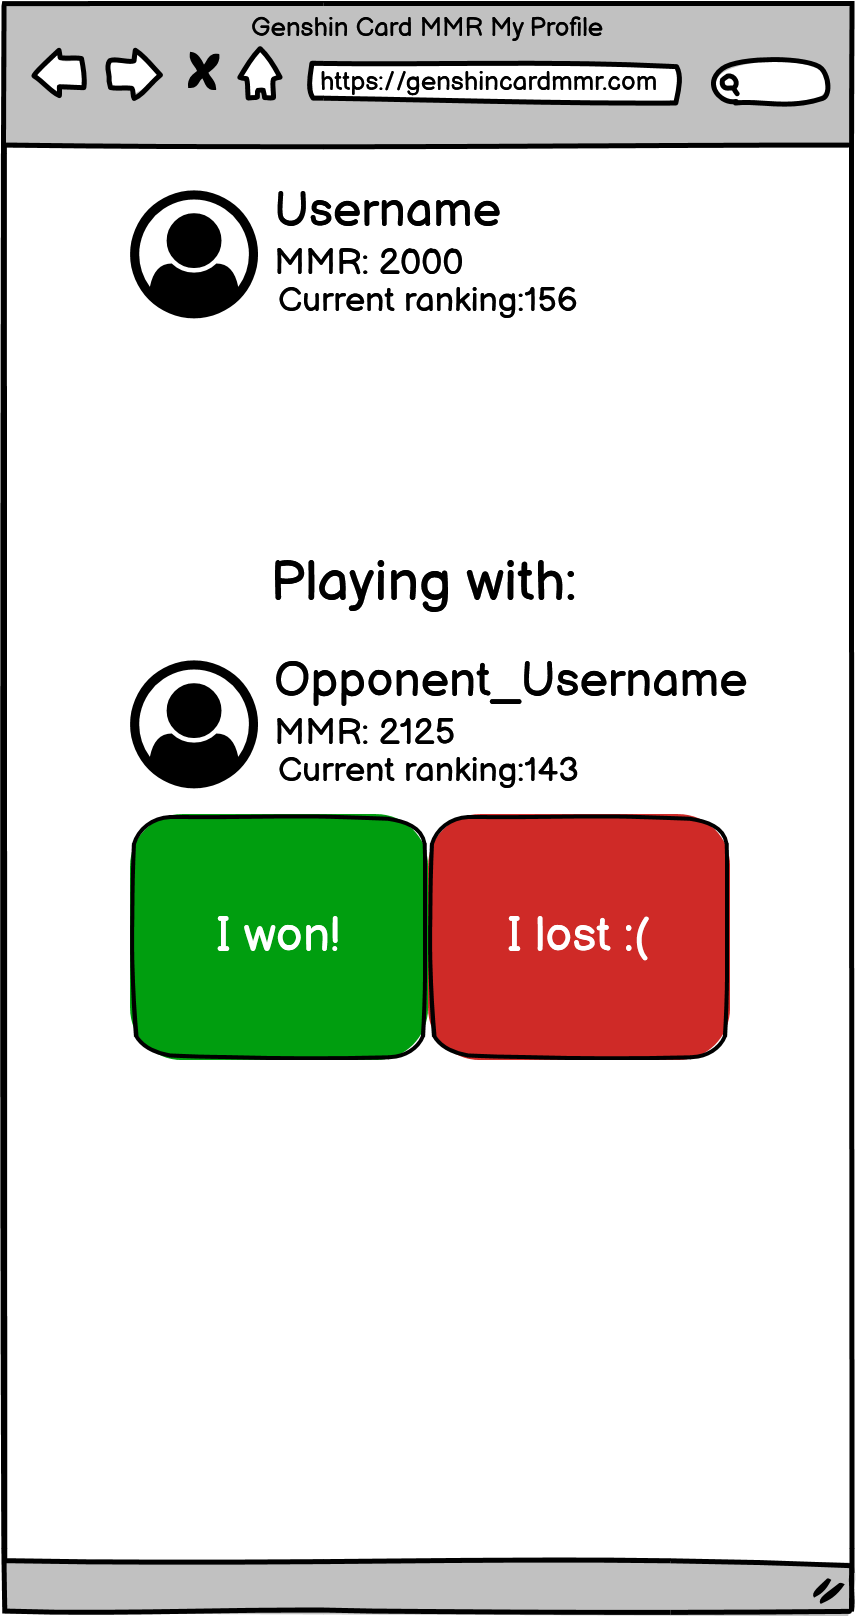 Genshin Card MMR My Profile
https://genshincardmmr.com
Username
MMR: 2000
Current ranking:156
Playing with:
Opponent_Username
MMR: 2125
Current ranking:143
I won!
I lost :(